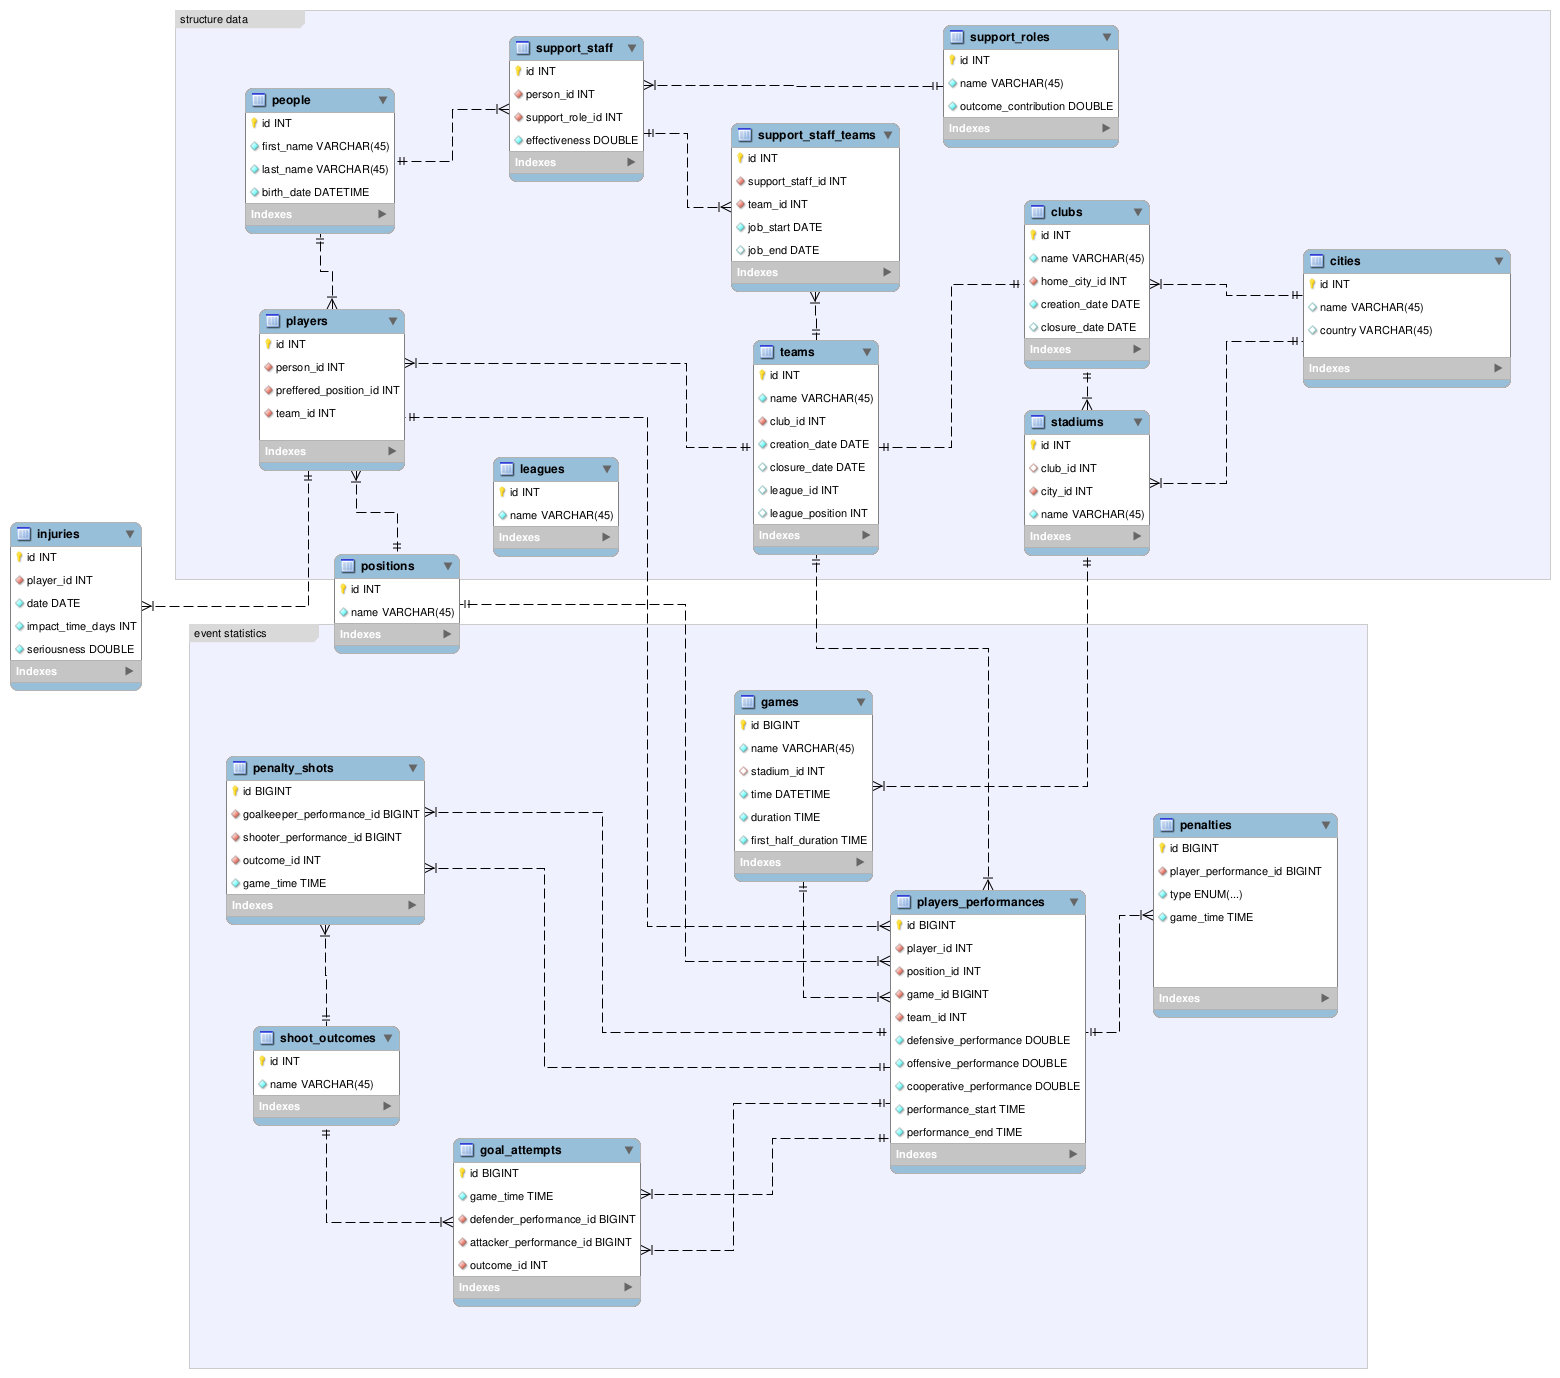 structure data
support_staff
id INT
person_id INT
support_role_id INT
effectiveness DOUBLE
Indexes
support_roles
id INT
name VARCHAR(45)
outcome_contribution DOUBLE
Indexes
people
id INT
first_name VARCHAR(45)
last_name VARCHAR(45)
birth_date DATETIME
Indexes
support_staff_teams
id INT
support_staff_id INT
team_id INT
job_start DATE
job_end DATE
Indexes
clubs
id INT
name VARCHAR(45)
home_city_id INT
creation_date DATE
closure_date DATE
Indexes
cities
id INT
name VARCHAR(45)
country VARCHAR(45)
Indexes
players
id INT
person_id INT
preffered_position_id INT
team_id INT
Indexes
teams
id INT
name VARCHAR(45)
club_id INT
creation_date DATE
closure_date DATE
league_id INT
league_position INT
Indexes
stadiums
id INT
club_id INT
city_id INT
name VARCHAR(45)
Indexes
leagues
id INT
name VARCHAR(45)
Indexes
injuries
id INT
player_id INT
date DATE
impact_time_days INT
seriousness DOUBLE
Indexes
positions
id INT
name VARCHAR(45)
Indexes
event statistics
games
id BIGINT
name VARCHAR(45)
stadium_id INT
time DATETIME
duration TIME
first_half_duration TIME
Indexes
penalty_shots
id BIGINT
goalkeeper_performance_id BIGINT
shooter_performance_id BIGINT
outcome_id INT
game_time TIME
Indexes
penalties
id BIGINT
player_performance_id BIGINT
type ENUM(...)
game_time TIME
Indexes
players_performances
id BIGINT
player_id INT
position_id INT
game_id BIGINT
team_id INT
defensive_performance DOUBLE
offensive_performance DOUBLE
cooperative_performance DOUBLE
performance_start TIME
performance_end TIME
Indexes
shoot_outcomes
id INT
name VARCHAR(45)
Indexes
goal_attempts
id BIGINT
game_time TIME
defender_performance_id BIGINT
attacker_performance_id BIGINT
outcome_id INT
Indexes